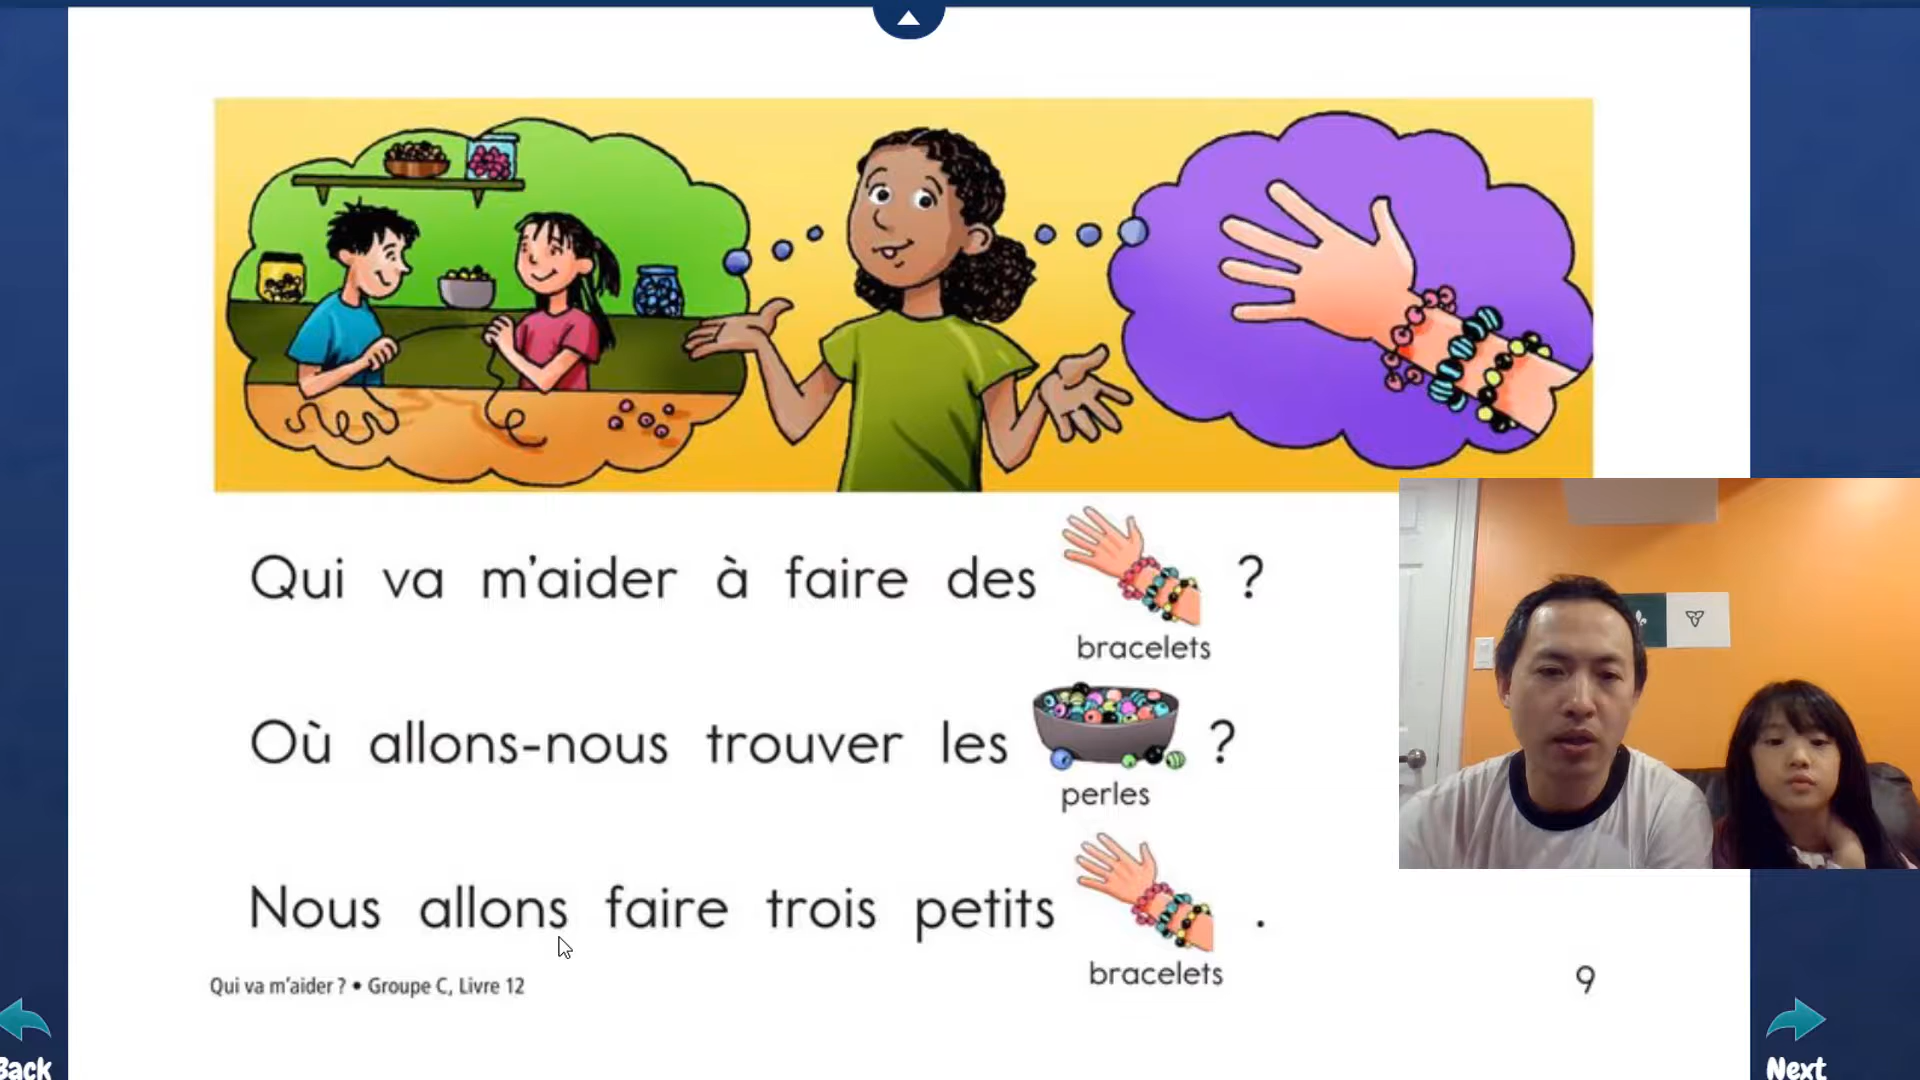 Qui va m'aider à faire des ?
bracelets
Où allons-nous trouver les ?
perles
Nous allons faire trois petits .
bracelets
Qui va m'aider ? • Groupe C, Livre 12
9
Back
Next